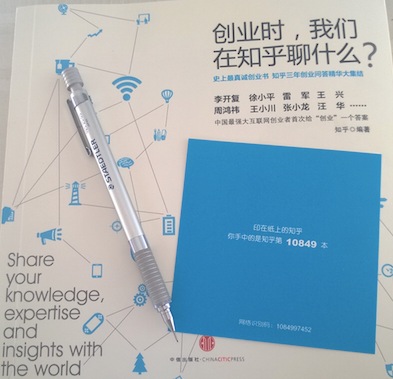 创业时，我们
在知乎聊什么？
史上最真诚创业书 知乎三年创业问答精华大集结
李开复 徐小平 雷军 王兴
周鸿祎 王小川 张小龙 汪华 ……
中国最强大互联网创业者首次给“创业”一个答案
知乎◎编著
STAEDTLER
印在纸上的知乎
你手中的是知乎第 10849 本
网络识别码：1084997452
Share
your
knowledge,
expertise
and
insights with
the world
中信出版社·CHINACITICPRESS